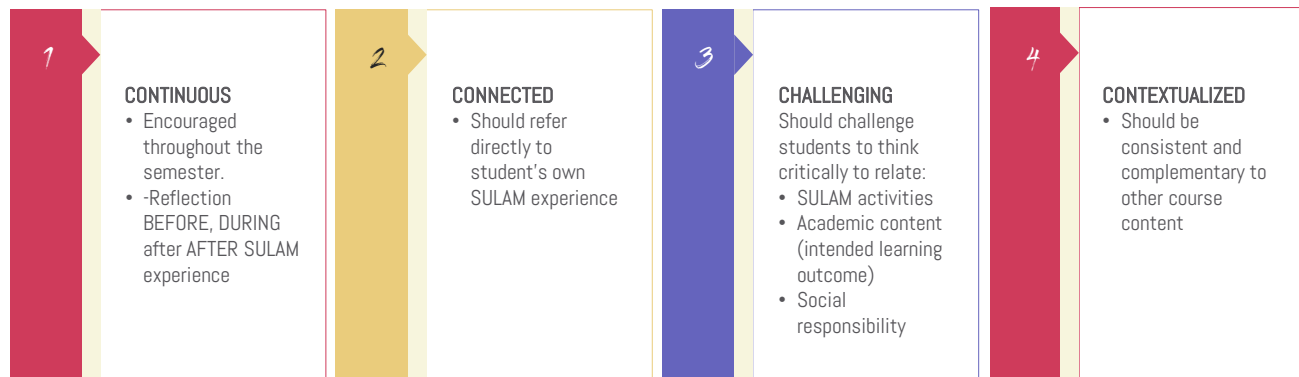 1
CONTINUOUS
• Encouraged
throughout the
semester.
• -Reflection
BEFORE, DURING
after AFTER SULAM
experience
2
CONNECTED
• Should refer
directly to
student's own
SULAM experience
3
CHALLENGING
Should challenge
students to think
critically to relate:
• SULAM activities
• Academic content
(intended learning
outcome)
• Social
responsibility
4
CONTEXTUALIZED
• Should be
consistent and
complementary to
other course
content